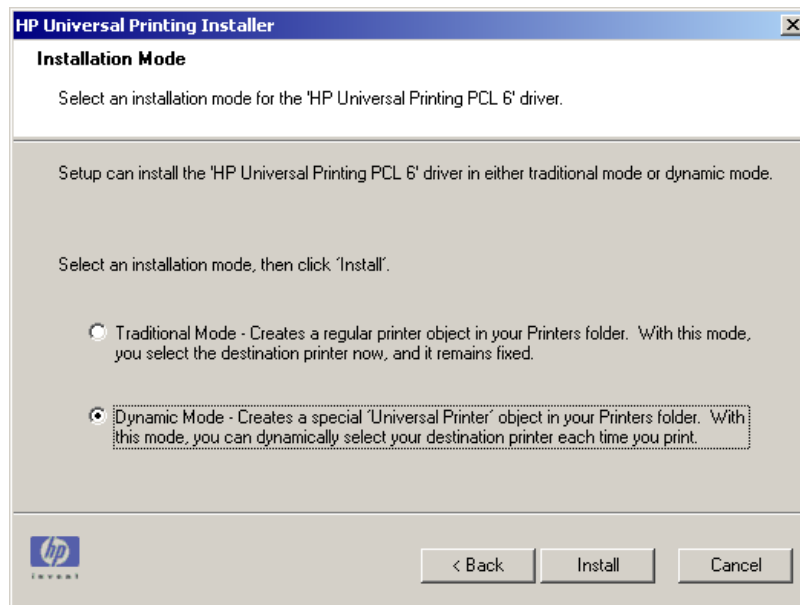 HP Universal Printing Installer
Installation Mode
Select an installation mode for the 'HP Universal Printing PCL 6' driver.
Setup can install the 'HP Universal Printing PCL 6' driver in either traditional mode or dynamic mode.
Select an installation mode, then click 'Install'.
Traditional Mode - Creates a regular printer object in your Printers folder.  With this mode,
you select the destination printer now, and it remains fixed.
Dynamic Mode - Creates a special 'Universal Printer' object in your Printers folder.  With
this mode, you can dynamically select your destination printer each time you print.
hp
invent
< Back
Install
Cancel